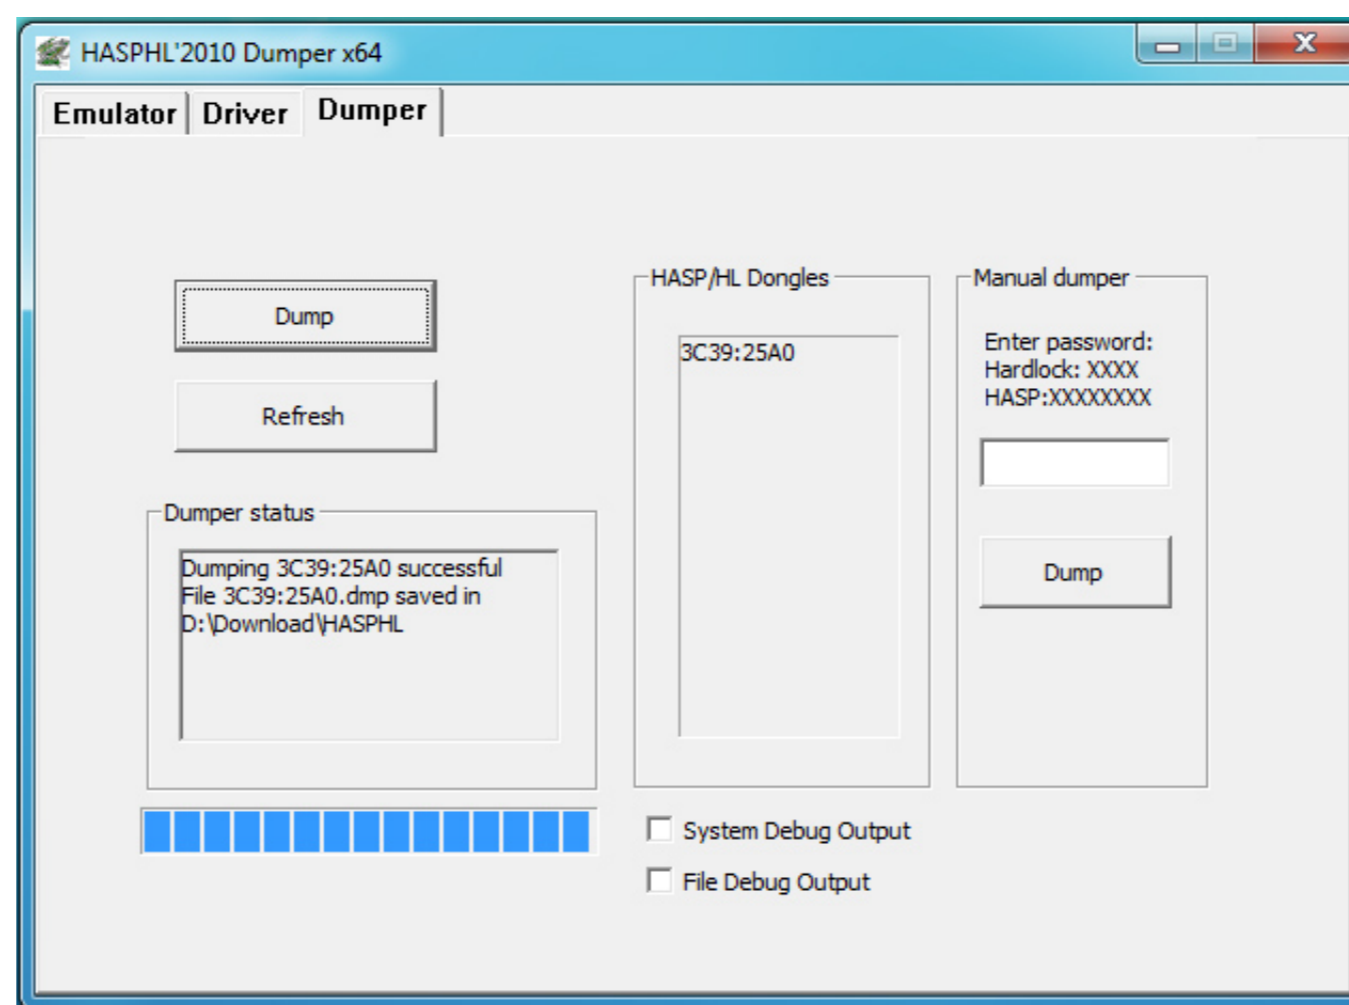 HASPHL'2010 Dumper x64
Emulator Driver Dumper
Dump
Refresh
Dumper status
Dumping 3C39:25A0 successful
File 3C39:25A0.dmp saved in
D:\Download\HASPHL
HASP/HL Dongles
3C39:25A0
Manual dumper
Enter password:
Hardlock: XXXX
HASP:XXXXXXXX
Dump
System Debug Output
File Debug Output